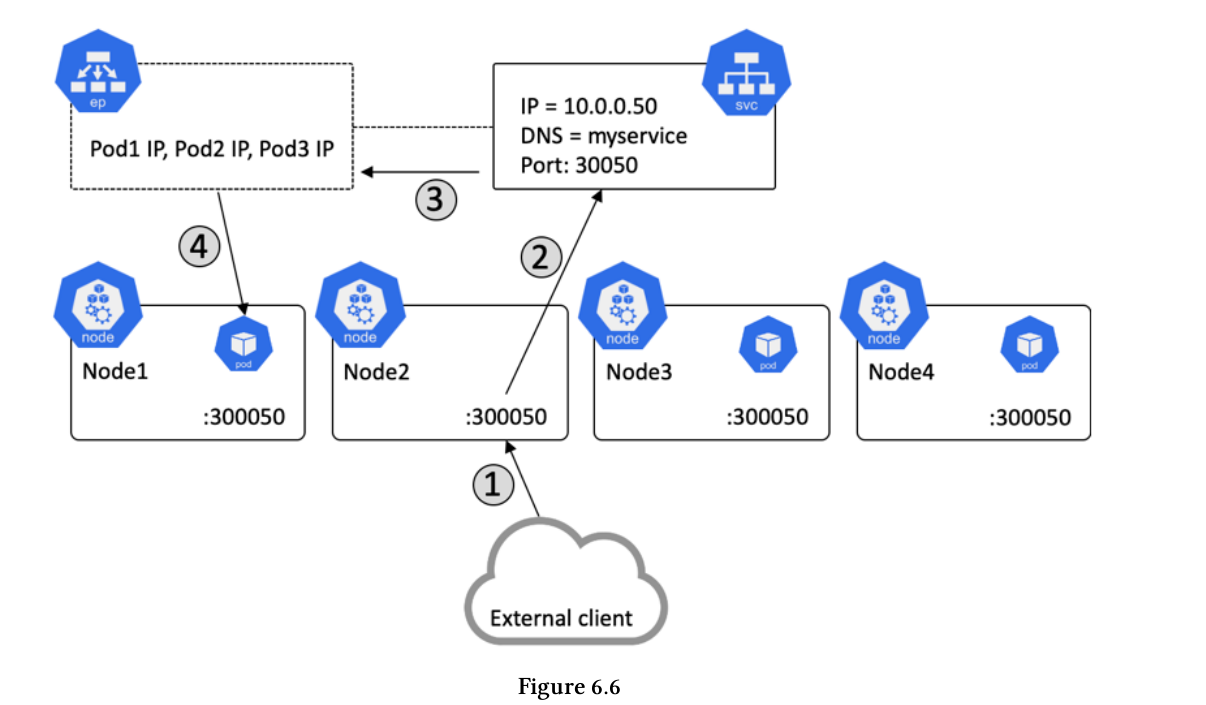 ep
Pod1 IP, Pod2 IP, Pod3 IP
svc
IP = 10.0.0.50
DNS = myservice
Port: 30050
3
4
2
node
Node1
pod
:300050
node
Node2
:300050
node
Node3
pod
:300050
node
Node4
pod
:300050
1
External client
Figure 6.6